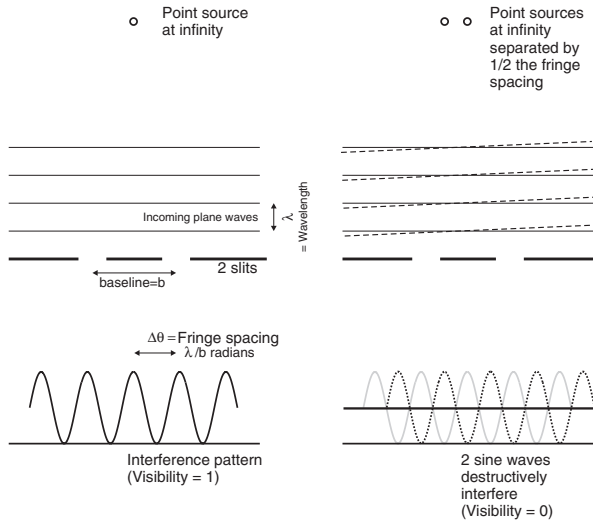 Point source
at infinity
Point sources
at infinity
separated by
1/2 the fringe
spacing
Incoming plane waves
λ
= Wavelength
2 slits
baseline=b
Δθ = Fringe spacing
λ/b radians
Interference pattern
(Visibility = 1)
2 sine waves
destructively
interfere
(Visibility = 0)